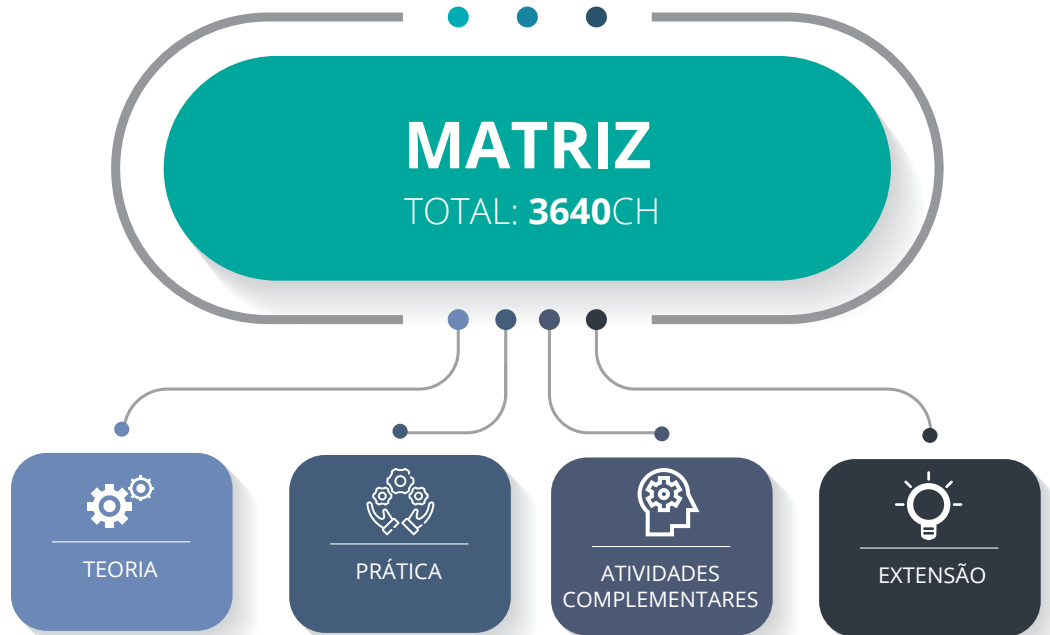 MATRIZ
TOTAL: 3640CH
TEORIA
PRÁTICA
ATIVIDADES
COMPLEMENTARES
EXTENSÃO